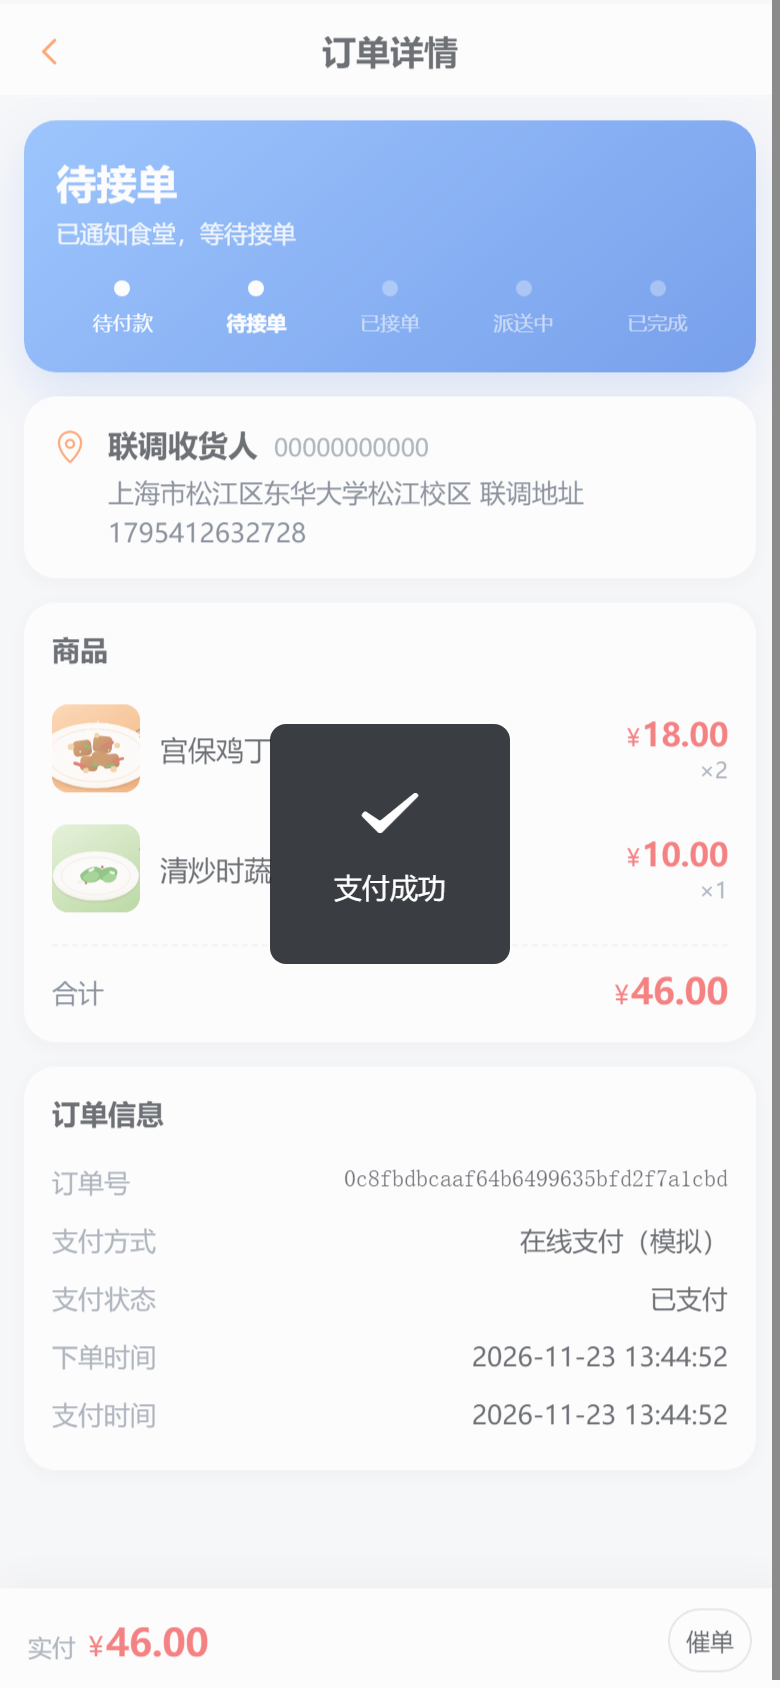 订单详情
待接单
已通知食堂，等待接单
待付款 待接单 已接单 派送中 已完成
联调收货人 00000000000
上海市松江区东华大学松江校区 联调地址
1795412632728
商品
宫保鸡丁 ¥18.00
×2
清炒时蔬 ¥10.00
×1
支付成功
合计 ¥46.00
订单信息
订单号 0c8fbdbcaaf64b6499635bfd2f7a1cbd
支付方式 在线支付（模拟）
支付状态 已支付
下单时间 2026-11-23 13:44:52
支付时间 2026-11-23 13:44:52
实付 ¥46.00 催单